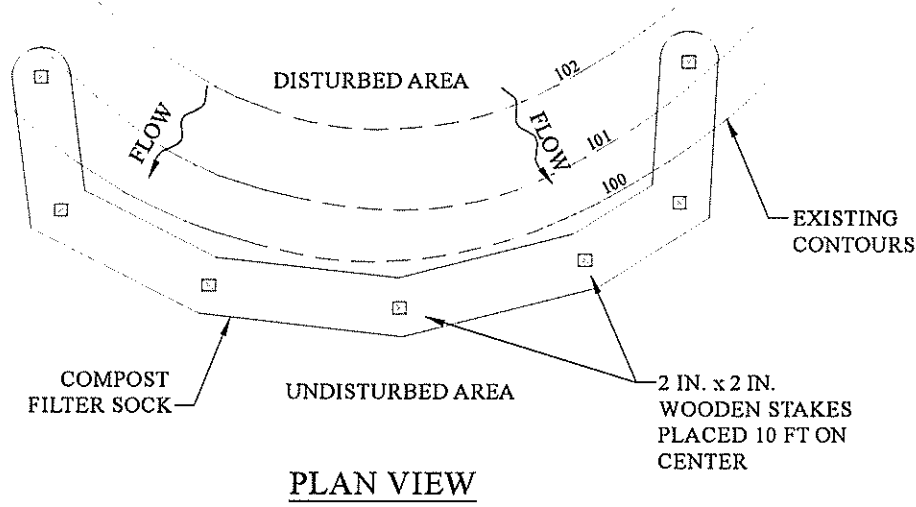 DISTURBED AREA
102
FLOW
FLOW
101
100
EXISTING
CONTOURS
COMPOST
FILTER SOCK
UNDISTURBED AREA
2 IN. x 2 IN.
WOODEN STAKES
PLACED 10 FT ON
CENTER
PLAN VIEW